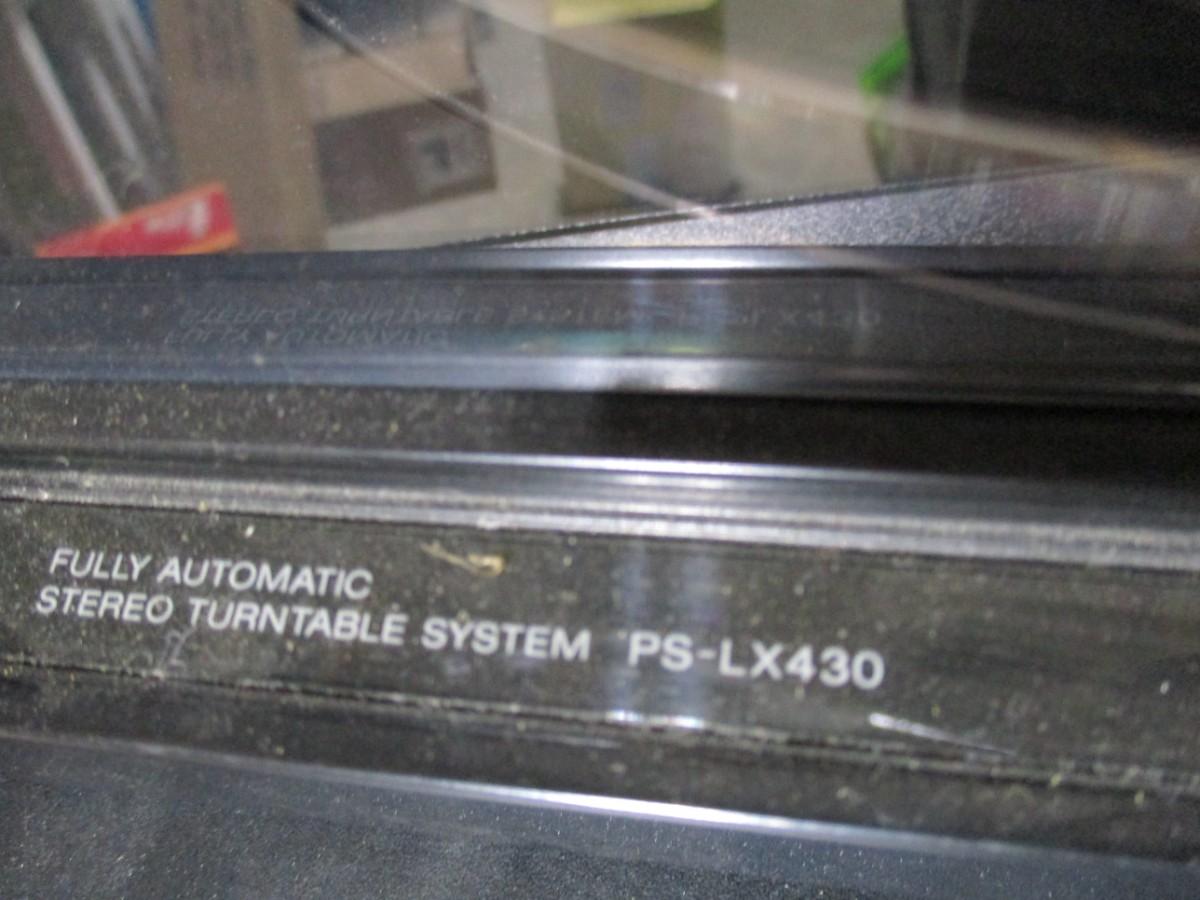 FULLY AUTOMATIC
STEREO TURNTABLE SYSTEM PS-LX430